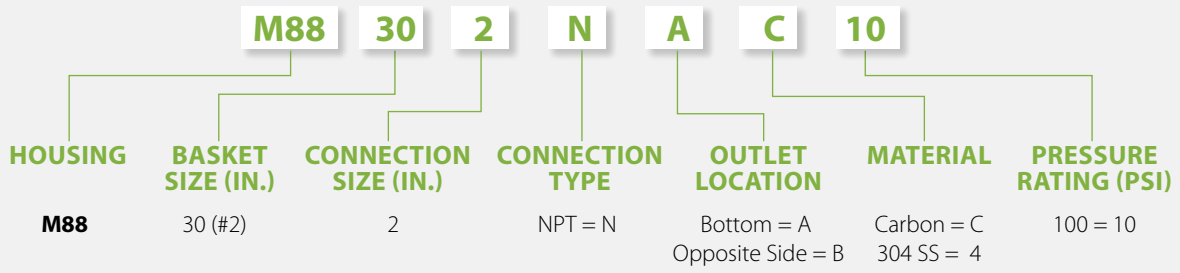 M88 30 2 N A C 10
HOUSING BASKET SIZE (IN.) CONNECTION SIZE (IN.) CONNECTION TYPE OUTLET LOCATION MATERIAL PRESSURE RATING (PSI)
M88 30 (#2) 2 NPT = N Bottom = A Carbon = C 100 = 10
Opposite Side = B 304 SS = 4